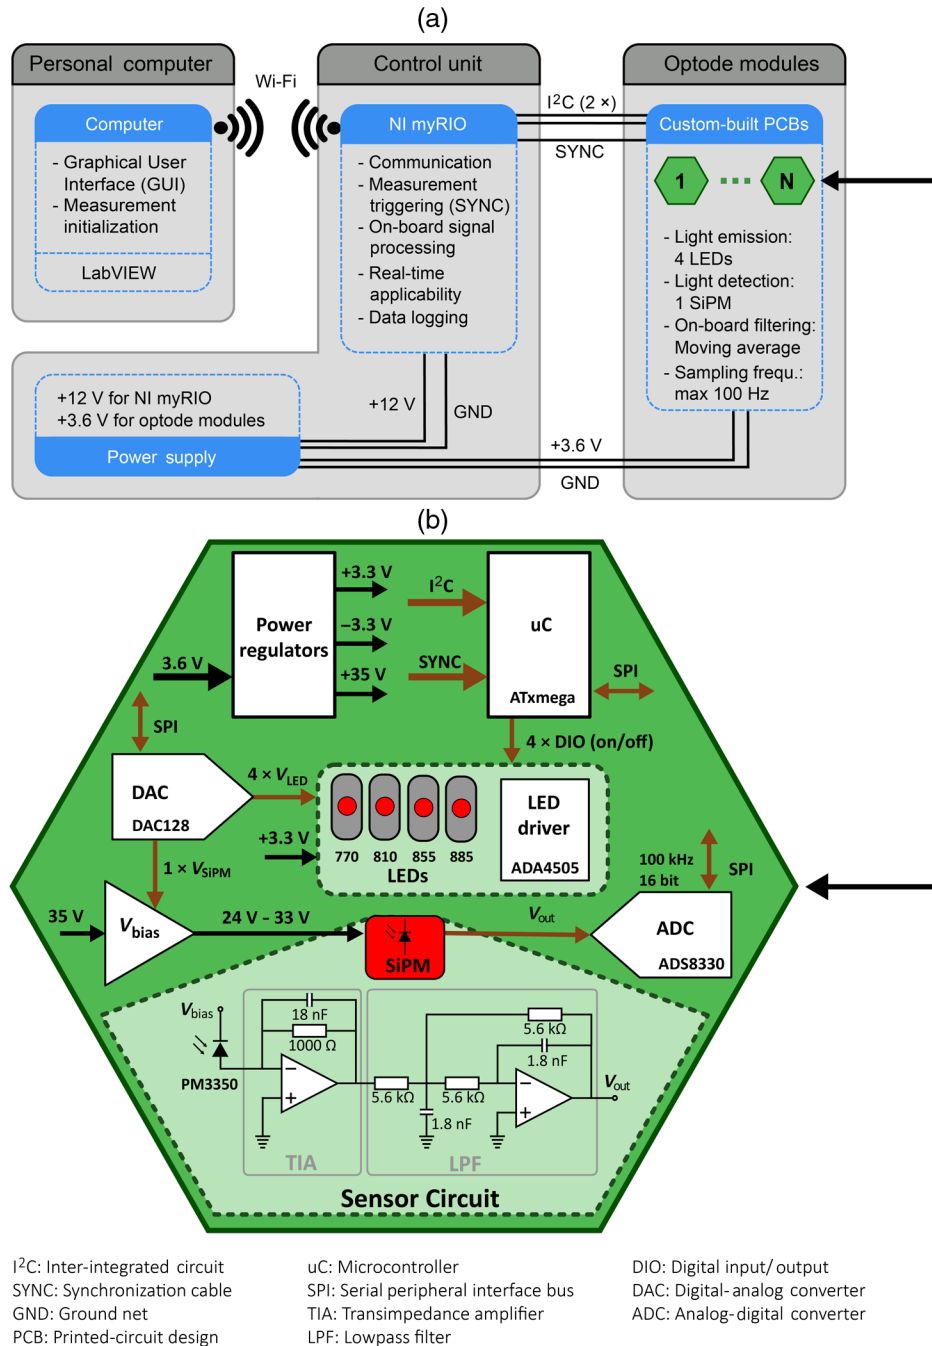 (a)
Personal computer
Wi-Fi
Control unit
Optode modules
Computer
- Graphical User
Interface (GUI)
- Measurement
initialization
LabVIEW
NI myRIO
- Communication
- Measurement
triggering (SYNC)
- On-board signal
processing
- Real-time
applicability
- Data logging
I²C (2 ×)
SYNC
Custom-built PCBs
1
N
- Light emission:
4 LEDs
- Light detection:
1 SiPM
- On-board filtering:
Moving average
- Sampling frequ.:
max 100 Hz
+12 V for NI myRIO
+3.6 V for optode modules
Power supply
+12 V
GND
+3.6 V
GND
(b)
3.6 V
Power
regulators
+3.3 V
−3.3 V
+35 V
I²C
SYNC
uC
ATxmega
SPI
SPI
4 × DIO (on/off)
DAC
DAC128
4 × VLED
+3.3 V
770 810 855 885
LEDs
LED
driver
ADA4505
1 × VSiPM
100 kHz
16 bit
SPI
35 V
Vbias
24 V – 33 V
SiPM
Vout
ADC
ADS8330
Vbias
PM3350
18 nF
1000 Ω
TIA
5.6 kΩ
5.6 kΩ
1.8 nF
5.6 kΩ
1.8 nF
Vout
LPF
Sensor Circuit
I²C: Inter-integrated circuit
SYNC: Synchronization cable
GND: Ground net
PCB: Printed-circuit design
uC: Microcontroller
SPI: Serial peripheral interface bus
TIA: Transimpedance amplifier
LPF: Lowpass filter
DIO: Digital input/output
DAC: Digital-analog converter
ADC: Analog-digital converter